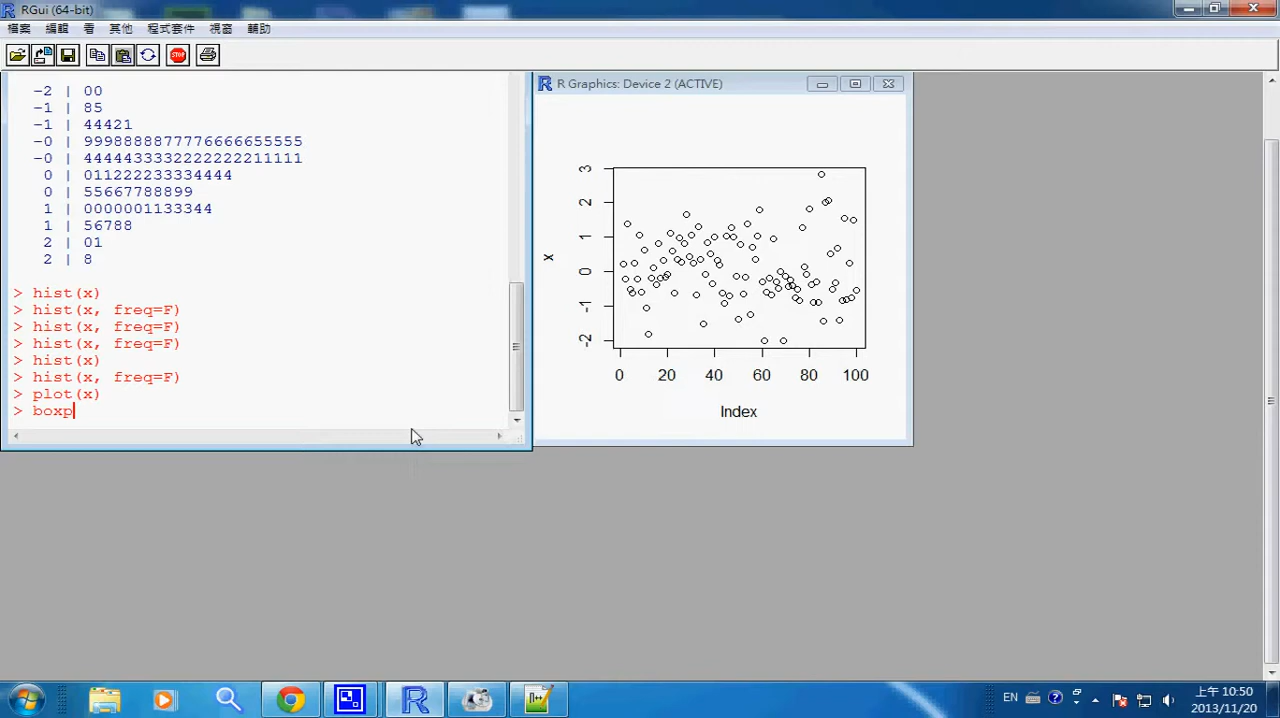 RGui (64-bit)
檔案 編輯 看 其他 程式套件 視窗 輔助
STOP
-2 | 00
-1 | 85
-1 | 44421
-0 | 99988888777766666555555
-0 | 44444333322222222211111
0 | 011222233334444
0 | 55667788899
1 | 0000001133344
1 | 56788
2 | 01
2 | 8
> hist(x)
> hist(x, freq=F)
> hist(x, freq=F)
> hist(x, freq=F)
> hist(x)
> hist(x, freq=F)
> plot(x)
> boxp
R Graphics: Device 2 (ACTIVE)
3
2
1
0
-1
-2
x
0 20 40 60 80 100
Index
EN
上午 10:50
2013/11/20